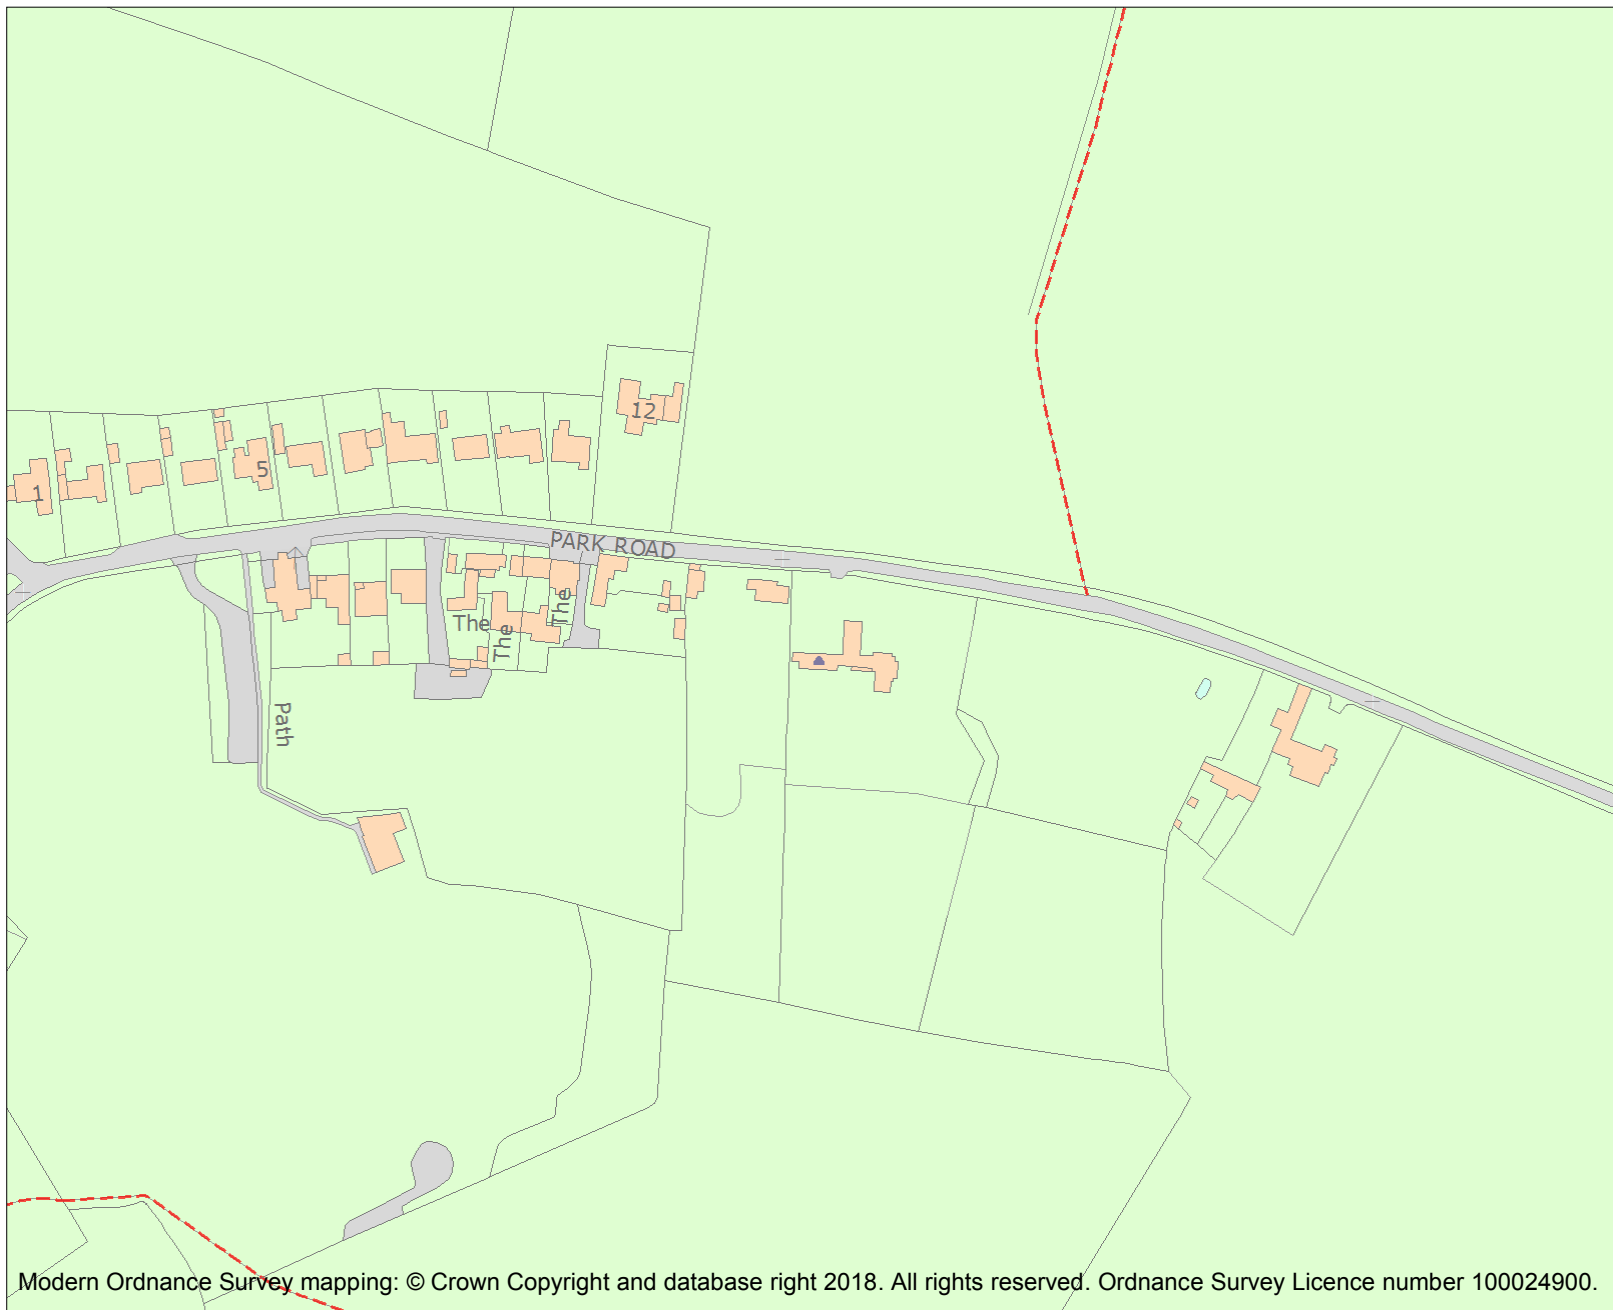 12
5
1
PARK ROAD
The
The
The
Path
Modern Ordnance Survey mapping: © Crown Copyright and database right 2018. All rights reserved. Ordnance Survey Licence number 100024900.